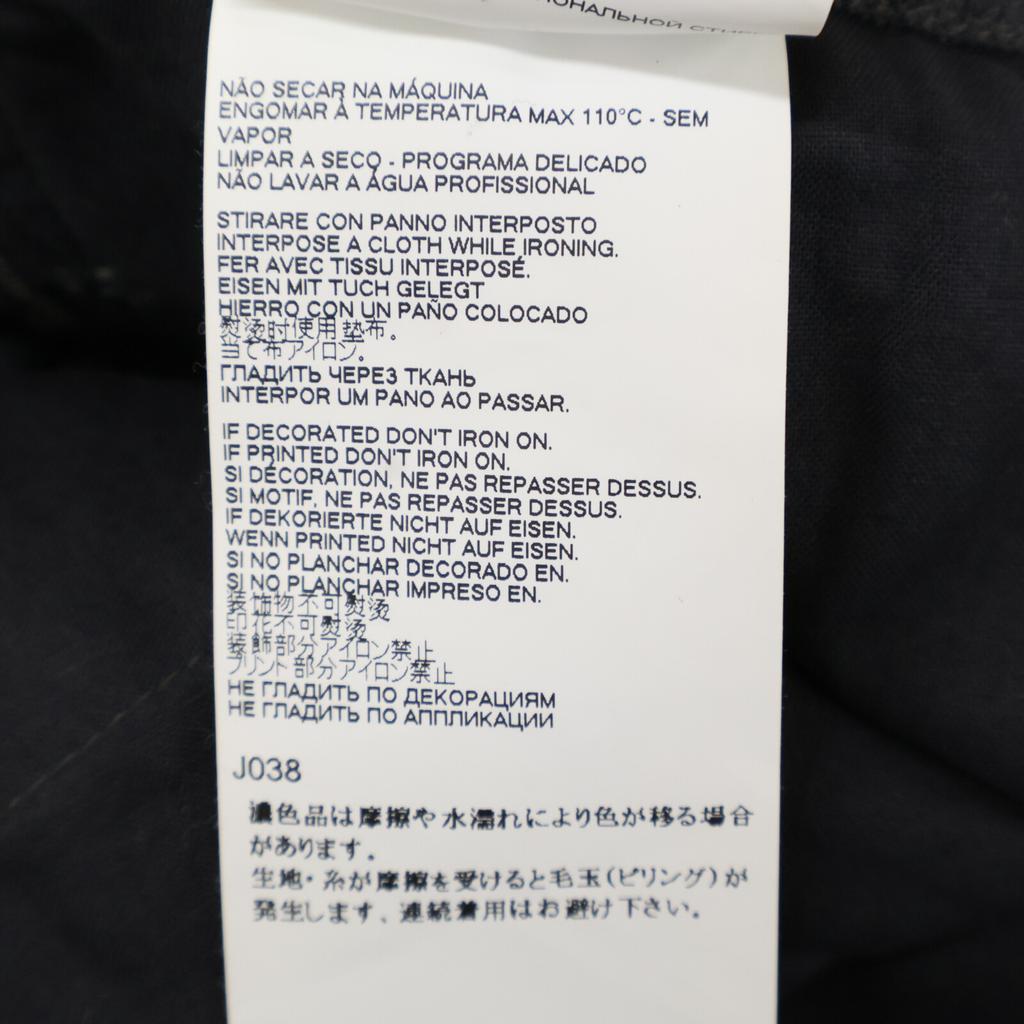 НАЛЬНОЙ
NÃO SECAR NA MÁQUINA
ENGOMAR À TEMPERATURA MAX 110°C - SEM
VAPOR
LIMPAR A SECO - PROGRAMA DELICADO
NÃO LAVAR A ÁGUA PROFISSIONAL
STIRARE CON PANNO INTERPOSTO
INTERPOSE A CLOTH WHILE IRONING.
FER AVEC TISSU INTERPOSÉ.
EISEN MIT TUCH GELEGT
HIERRO CON UN PAÑO COLOCADO
熨烫时使用垫布。
当て布アイロン。
ГЛАДИТЬ ЧЕРЕЗ ТКАНЬ
INTERPOR UM PANO AO PASSAR.
IF DECORATED DON'T IRON ON.
IF PRINTED DON'T IRON ON.
SI DÉCORATION, NE PAS REPASSER DESSUS.
SI MOTIF, NE PAS REPASSER DESSUS.
IF DEKORIERTE NICHT AUF EISEN.
WENN PRINTED NICHT AUF EISEN.
SI NO PLANCHAR DECORADO EN.
SI NO PLANCHAR IMPRESO EN.
装饰物不可熨烫
印花不可熨烫
装飾部分アイロン禁止
プリント部分アイロン禁止
НЕ ГЛАДИТЬ ПО ДЕКОРАЦИЯМ
НЕ ГЛАДИТЬ ПО АППЛИКАЦИИ
J038
濃色品は摩擦や水濡れにより色が移る場合
があります。
生地・糸が摩擦を受けると毛玉(ピリング)が
発生します、連続着用はお避け下さい。